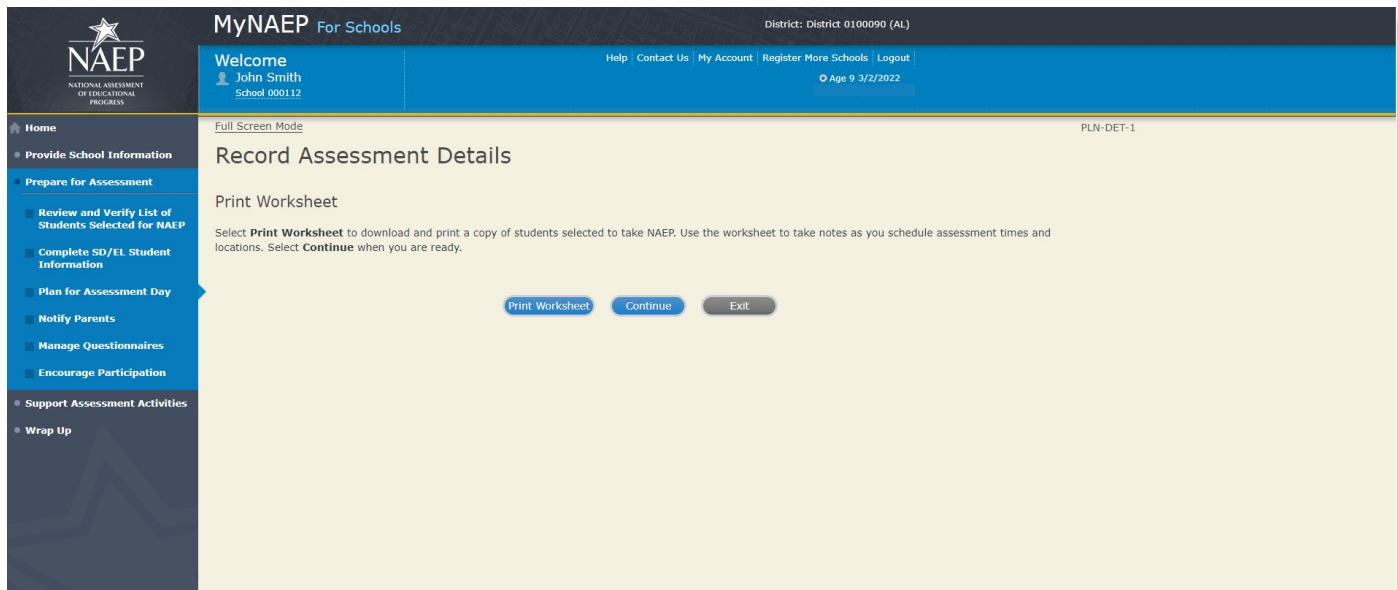 NAEP
NATIONAL ASSESSMENT
OF EDUCATIONAL
PROGRESS
MyNAEP For Schools
District: District 0100090 (AL)
Welcome
John Smith
School 000112
Help Contact Us My Account Register More Schools Logout
Age 9 3/2/2022
Home
Provide School Information
Prepare for Assessment
Review and Verify List of
Students Selected for NAEP
Complete SD/EL Student
Information
Plan for Assessment Day
Notify Parents
Manage Questionnaires
Encourage Participation
Support Assessment Activities
Wrap Up
Full Screen Mode
PLN-DET-1
Record Assessment Details
Print Worksheet
Select Print Worksheet to download and print a copy of students selected to take NAEP. Use the worksheet to take notes as you schedule assessment times and
locations. Select Continue when you are ready.
Print Worksheet Continue Exit